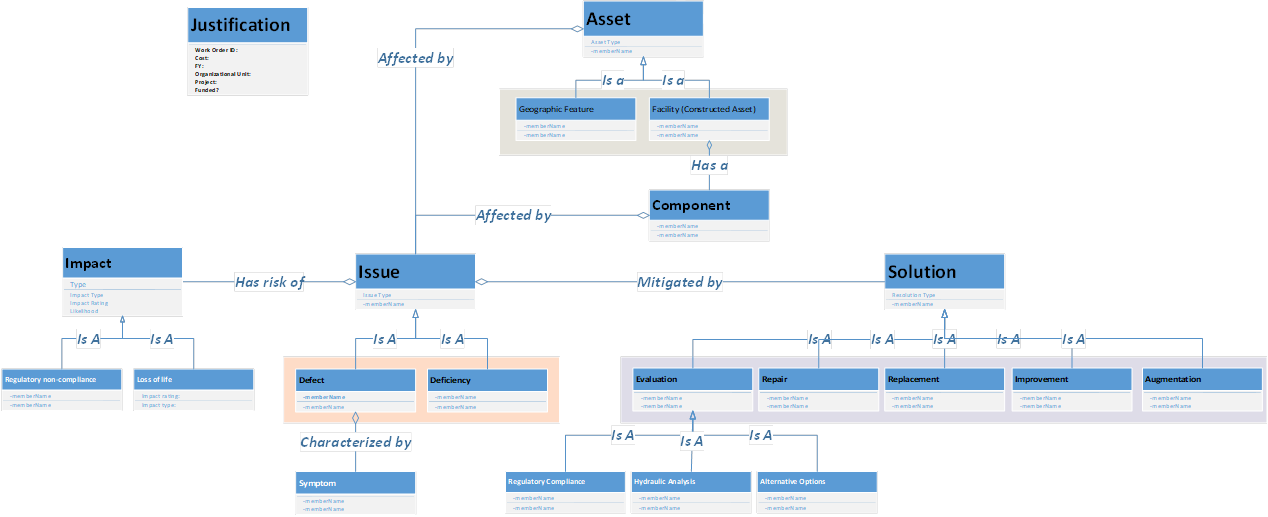 Justification
Work Order ID:
Cost:
FY:
Organizational Unit:
Project:
Funded?
Asset
Asset Type
-memberName
Affected by
Is a
Is a
Geographic Feature
-memberName
-memberName
Facility (Constructed Asset)
-memberName
-memberName
Has a
Component
-memberName
-memberName
Affected by
Impact
Type
Impact Type
Impact Rating
Likelihood
Has risk of
Issue
Issue Type
-memberName
Mitigated by
Solution
Resolution Type
-memberName
Is A
Is A
Is A
Is A
Is A
Is A
Is A
Is A
Is A
Regulatory non-compliance
-memberName
-memberName
Loss of life
Impact rating:
Impact type:
Defect
-memberName
-memberName
Deficiency
-memberName
-memberName
Evaluation
-memberName
-memberName
Repair
-memberName
-memberName
Replacement
-memberName
-memberName
Improvement
-memberName
-memberName
Augmentation
-memberName
-memberName
Characterized by
Is A
Is A
Is A
Symptom
-memberName
-memberName
Regulatory Compliance
-memberName
-memberName
Hydraulic Analysis
-memberName
-memberName
Alternative Options
-memberName
-memberName